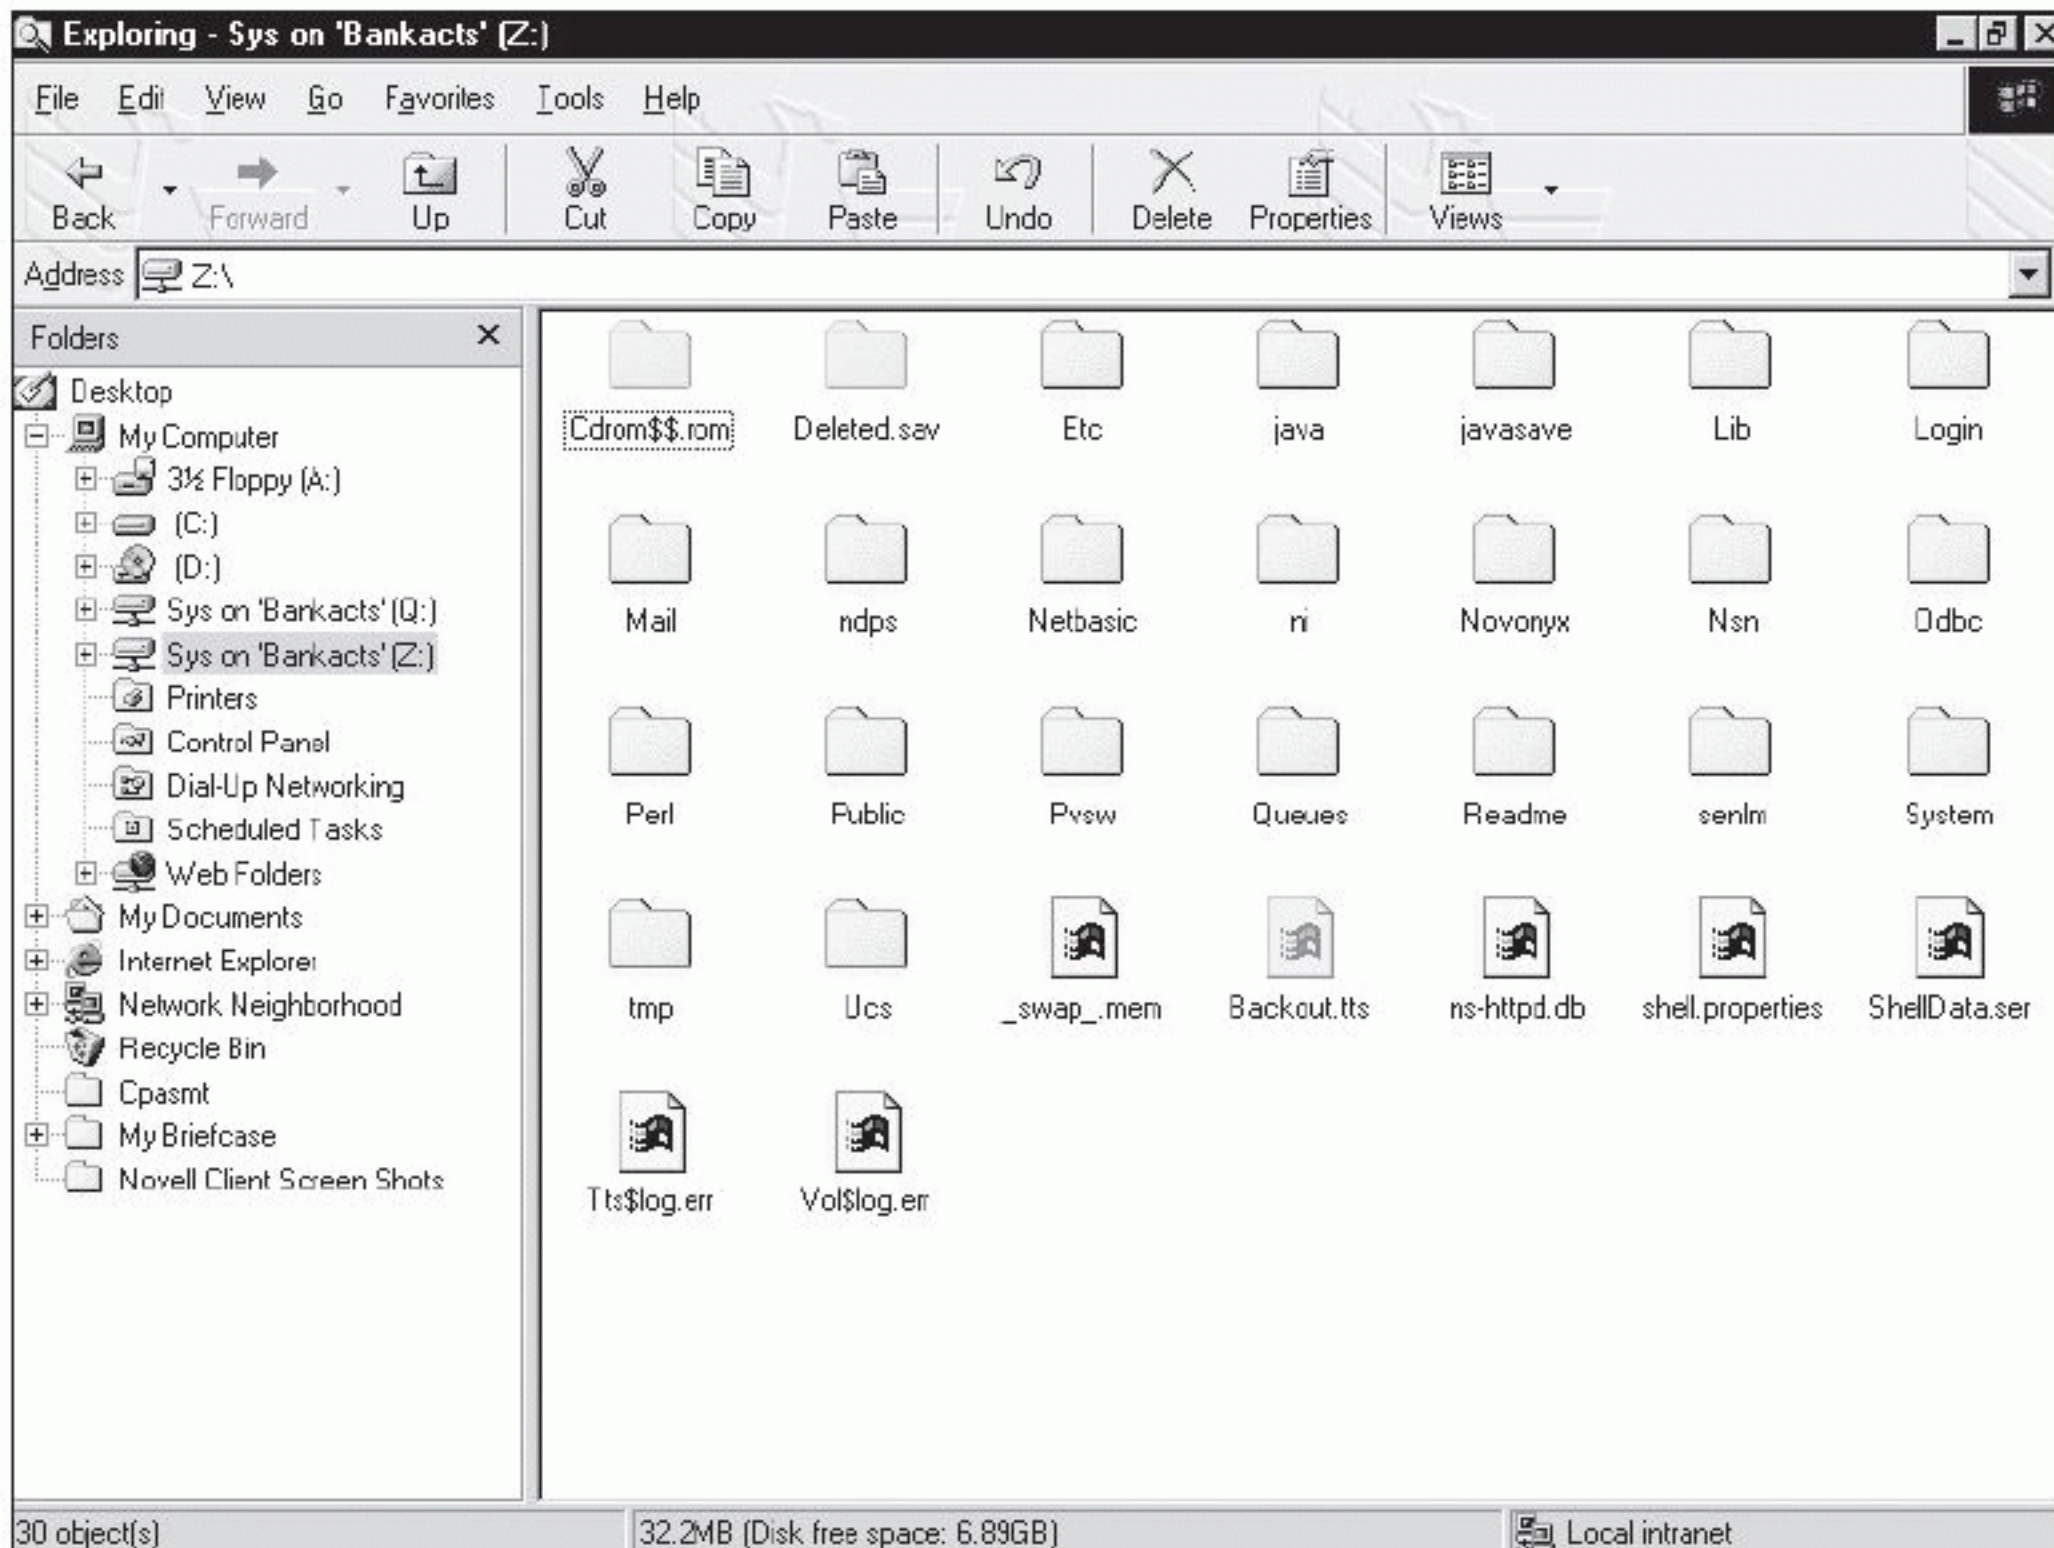 Exploring - Sys on 'Bankacts' (Z:)
File Edit View Go Favorites Tools Help
Back Forward Up Cut Copy Paste Undo Delete Properties Views
Address Z:\
Folders
Desktop
My Computer
3½ Floppy (A:)
(C:)
(D:)
Sys on 'Bankacts' (Q:)
Sys on 'Bankacts' (Z:)
Printers
Control Panel
Dial-Up Networking
Scheduled Tasks
Web Folders
My Documents
Internet Explorer
Network Neighborhood
Recycle Bin
Cpasmt
My Briefcase
Novell Client Screen Shots
Cdrom$$.rom Deleted.sav Etc java javasave Lib Login
Mail ndps Netbasic ni Novonyx Nsn Odbc
Perl Public Pvsw Queues Readme senlm System
tmp Ucs _swap_.mem Backout.tts ns-httpd.db shell.properties ShellData.ser
Tts$log.err Vol$log.err
30 object(s) 32.2MB (Disk free space: 6.89GB) Local intranet